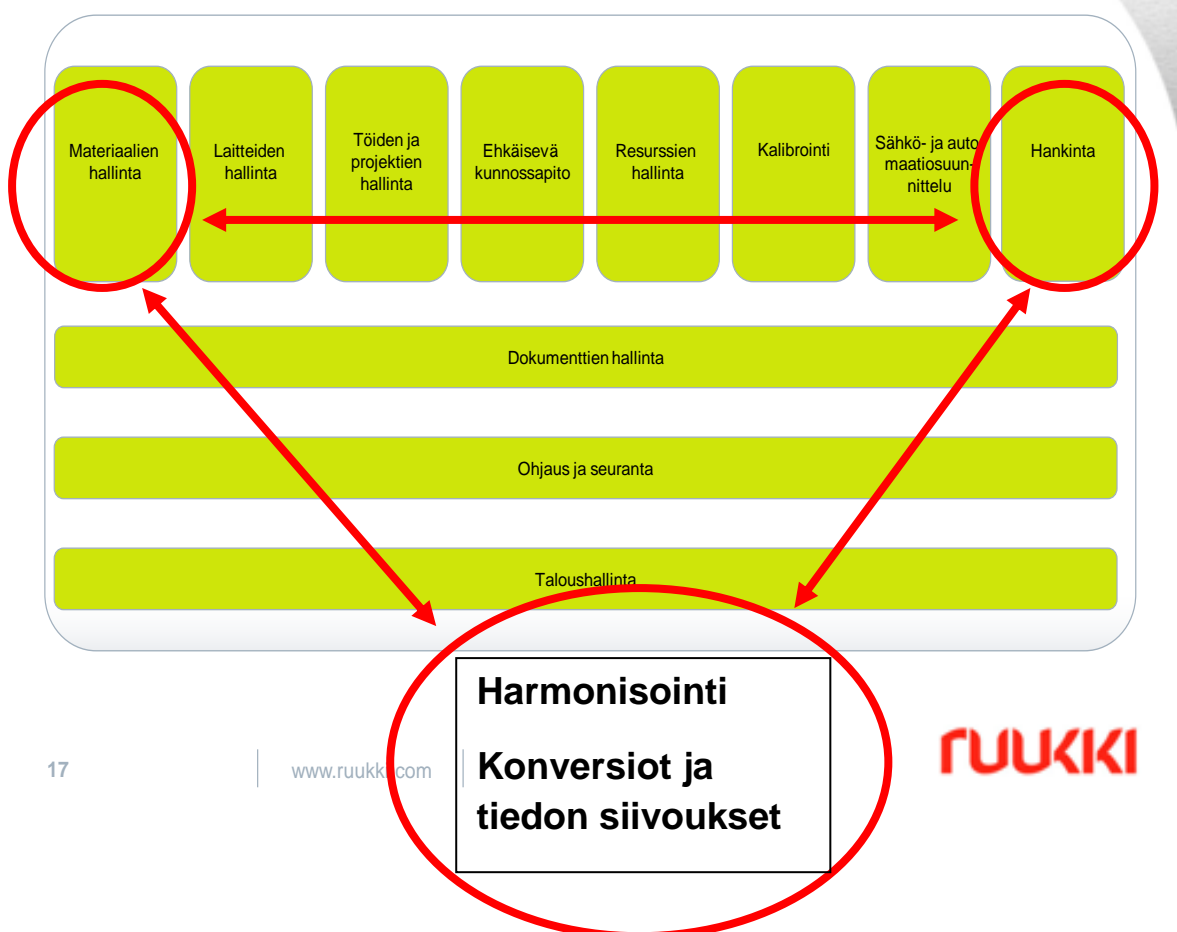 Materiaalien
hallinta
Laitteiden
hallinta
Töiden ja
projektien
hallinta
Ehkäisevä
kunnossapito
Resurssien
hallinta
Kalibrointi
Sähkö- ja auto
maatiosuun-
nittelu
Hankinta
Dokumenttien hallinta
Ohjaus ja seuranta
Taloushallinta
Harmonisointi
Konversiot ja
tiedon siivoukset
17
www.ruukki.com
ruukki